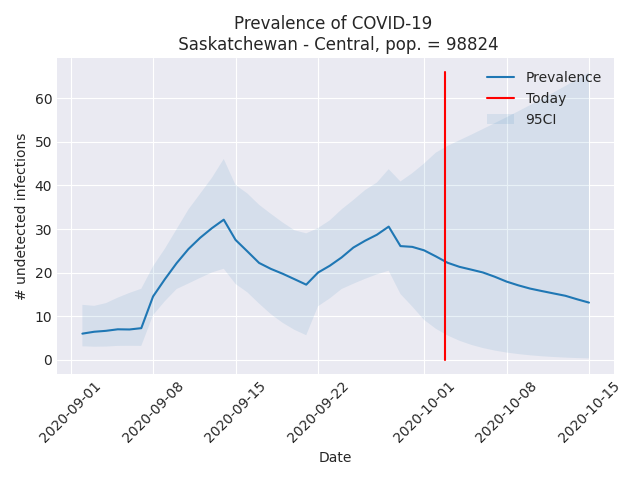 Prevalence of COVID-19
Saskatchewan - Central, pop. = 98824
Prevalence
Today
95CI
# undetected infections
60
50
40
30
20
10
0
2020-09-01
2020-09-08
2020-09-15
2020-09-22
2020-10-01
2020-10-08
2020-10-15
Date